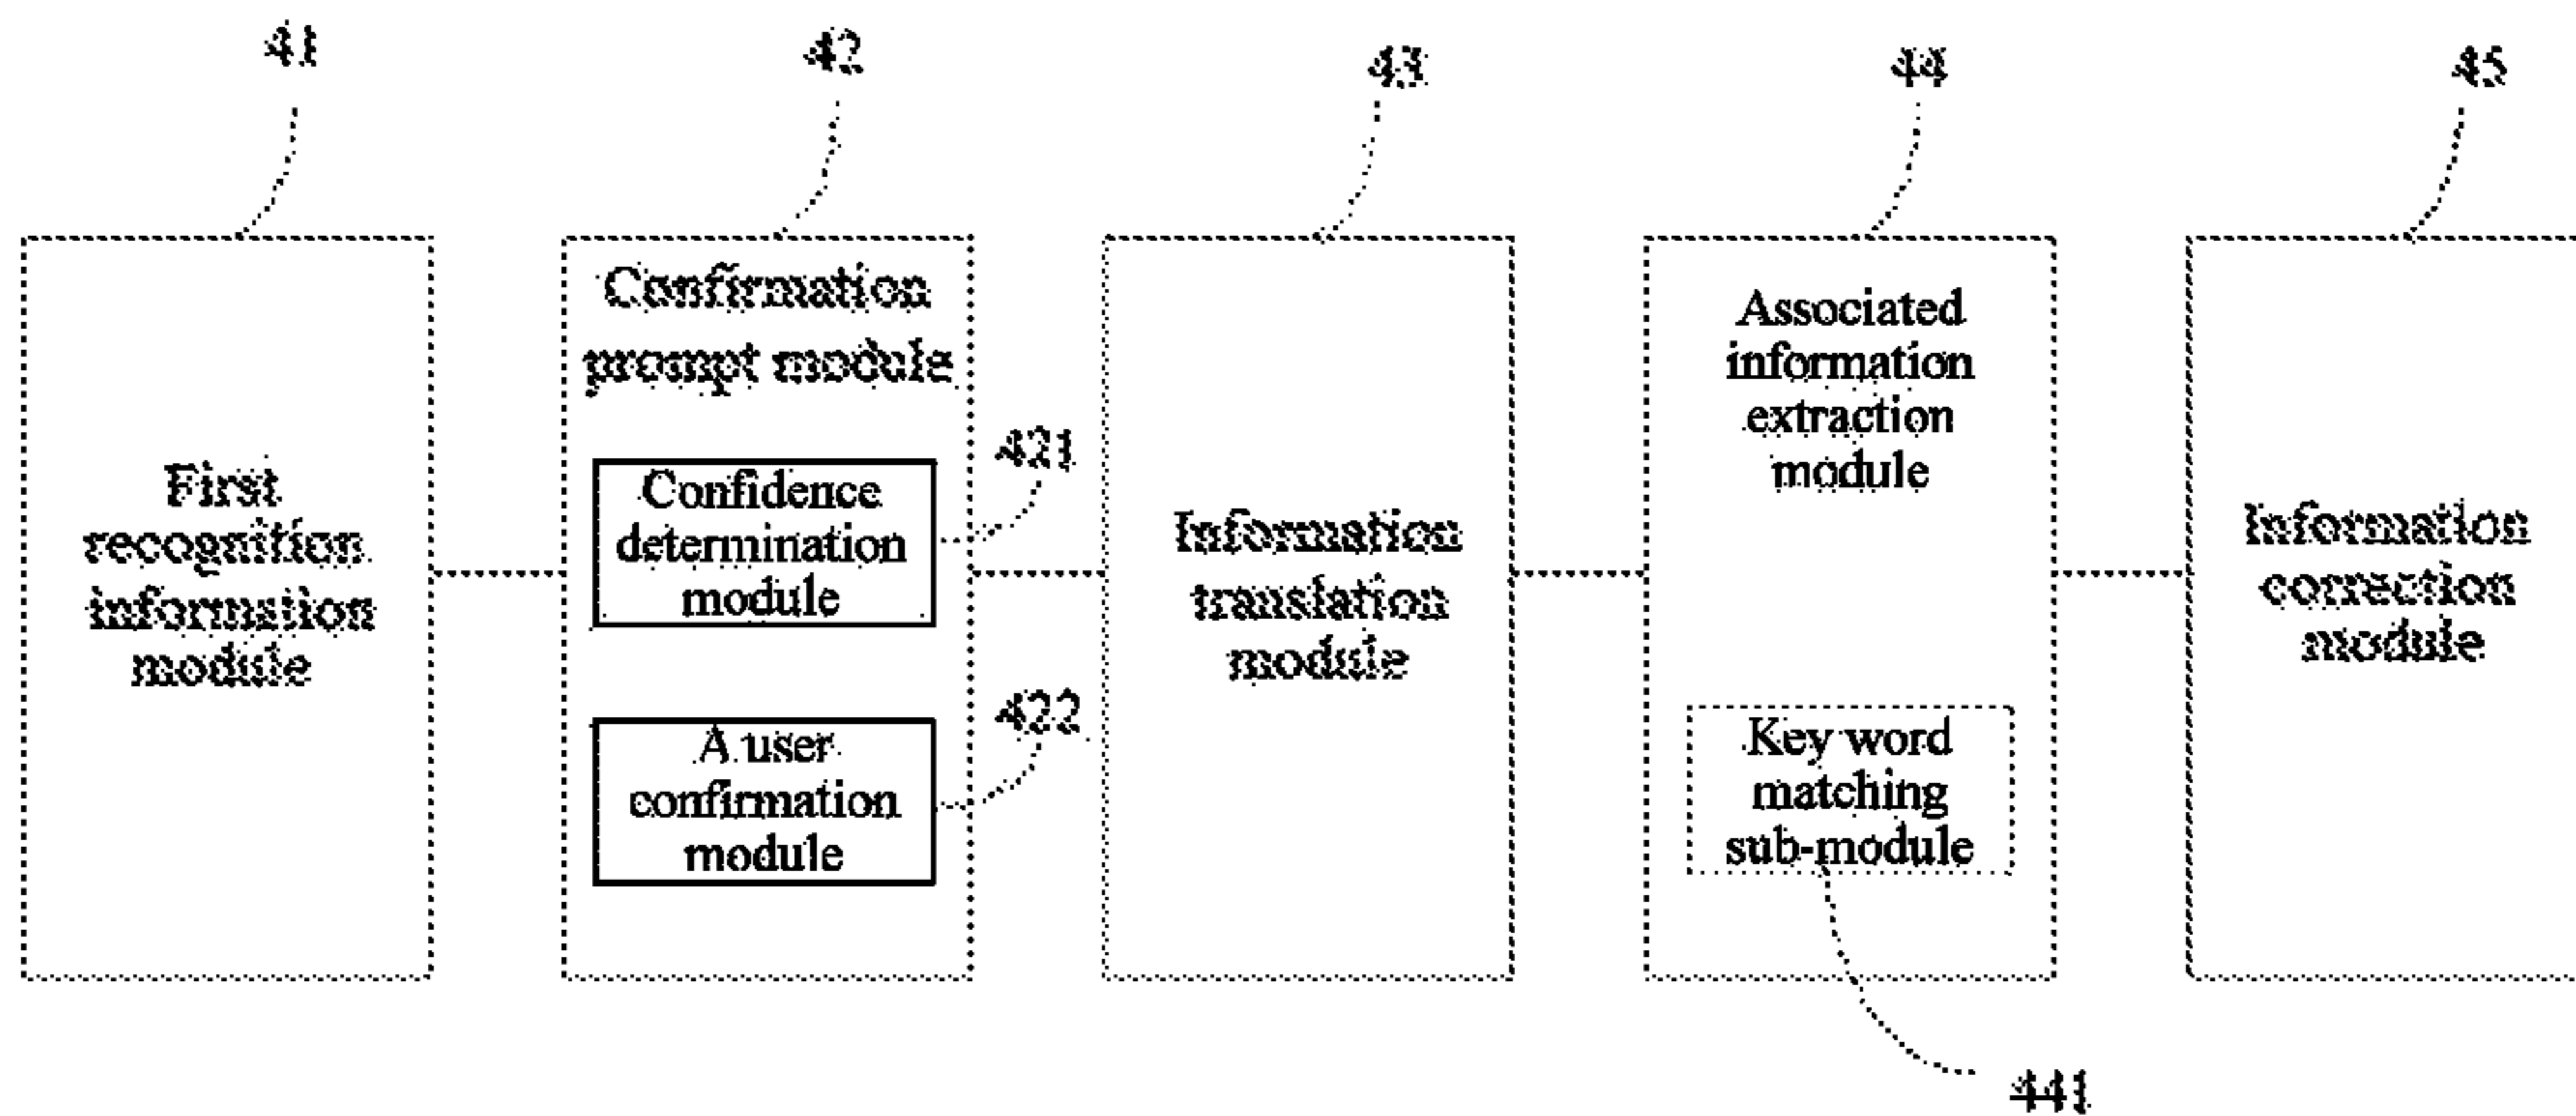 41
42
43
44
45
First
recognition
information
module
Confirmation
prompt module
421
Confidence
determination
module
422
A user
confirmation
module
Information
translation
module
Associated
information
extraction
module
Key word
matching
sub-module
441
Information
correction
module